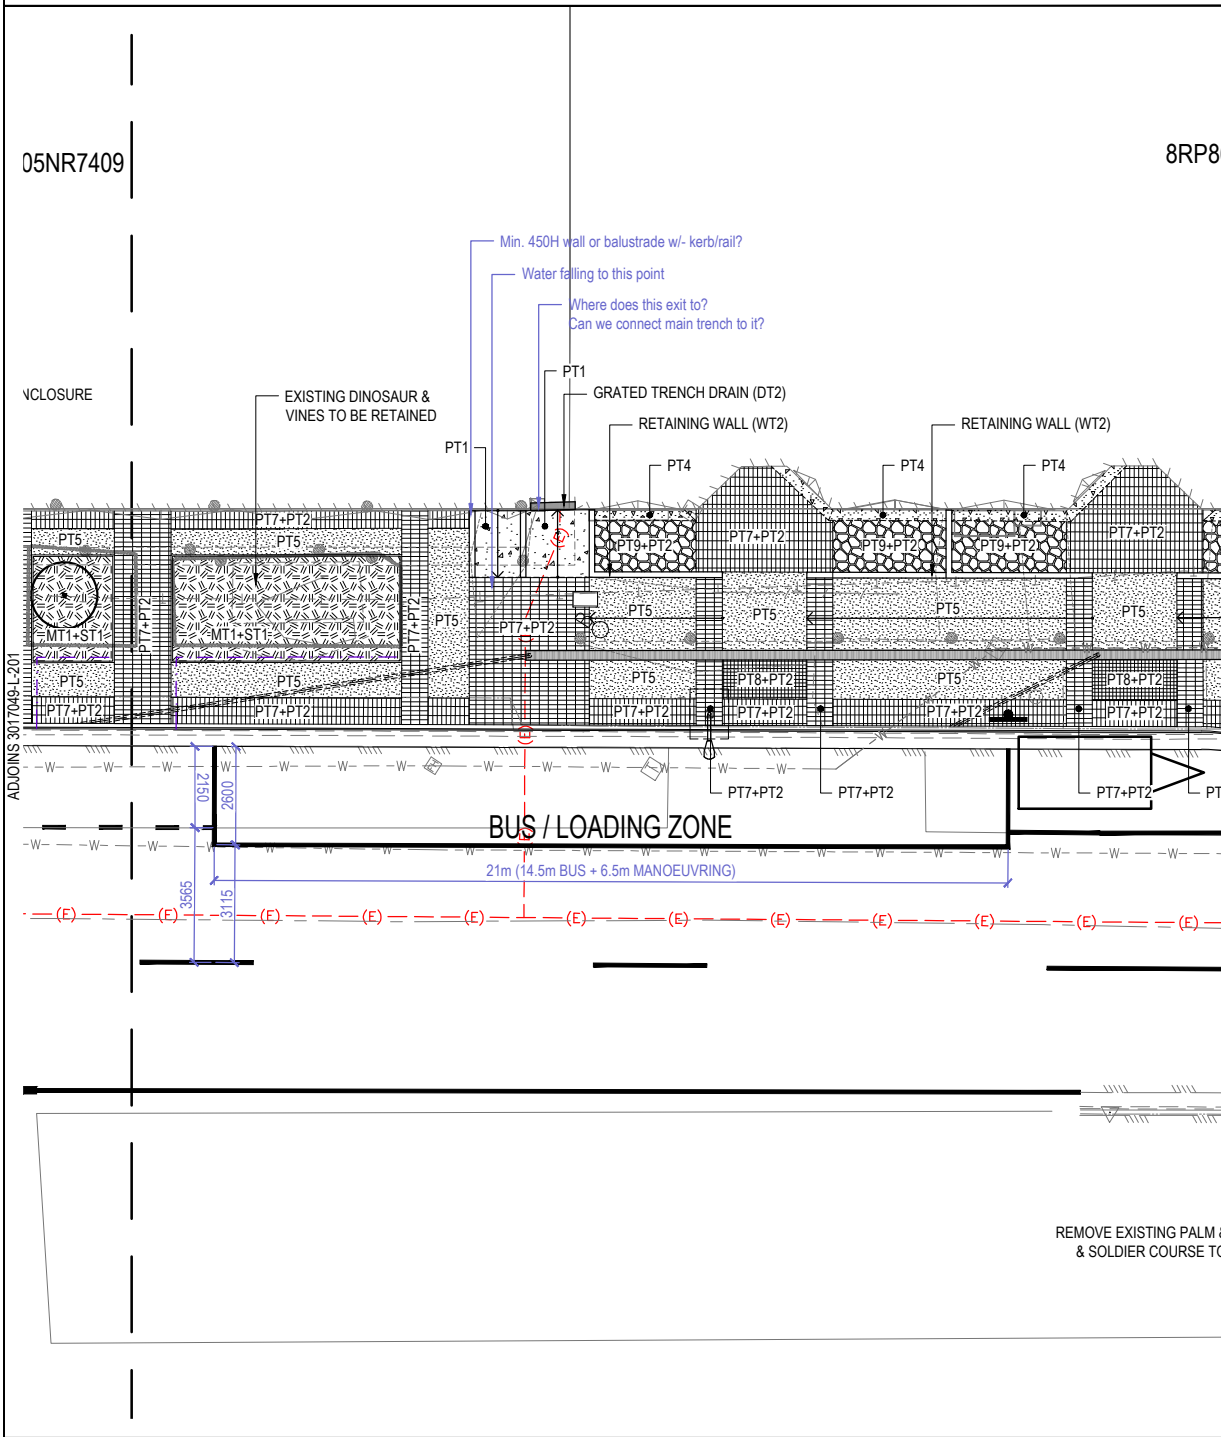 05NR7409
8RP8
Min. 450H wall or balustrade w/- kerb/rail?
Water falling to this point
Where does this exit to?
Can we connect main trench to it?
NCLOSURE
EXISTING DINOSAUR &
VINES TO BE RETAINED
PT1
GRATED TRENCH DRAIN (DT2)
RETAINING WALL (WT2)
RETAINING WALL (WT2)
PT1
PT4
PT4
PT4
PT7+PT2
PT5
PT5
PT9+PT2
PT7+PT2
PT9+PT2
PT9+PT2
PT7+PT2
(E)
MT1+ST1
PT7+PT2
MT1+ST1
PT7+PT2
PT5
PT7+PT2
PT5
PT5
PT5
PT5
PT5
PT5
PT5
PT8+PT2
PT5
PT8+PT2
PT7+PT2
PT7+PT2
PT7+PT2
PT7+PT2
PT7+PT2
PT7+PT2
ADJOINS 3017049-L-201
(E)
W W W W W W W W W
2150
2600
PT7+PT2
PT7+PT2
PT7+PT2
PT
BUS / LOADING ZONE
(E)
W W W W W W W W W W W W W W
21m (14.5m BUS + 6.5m MANOEUVRING)
3565
3115
(E) (E) (E) (E) (E) (E) (E) (E) (E) (E) (E) (E)
REMOVE EXISTING PALM &
& SOLDIER COURSE TO